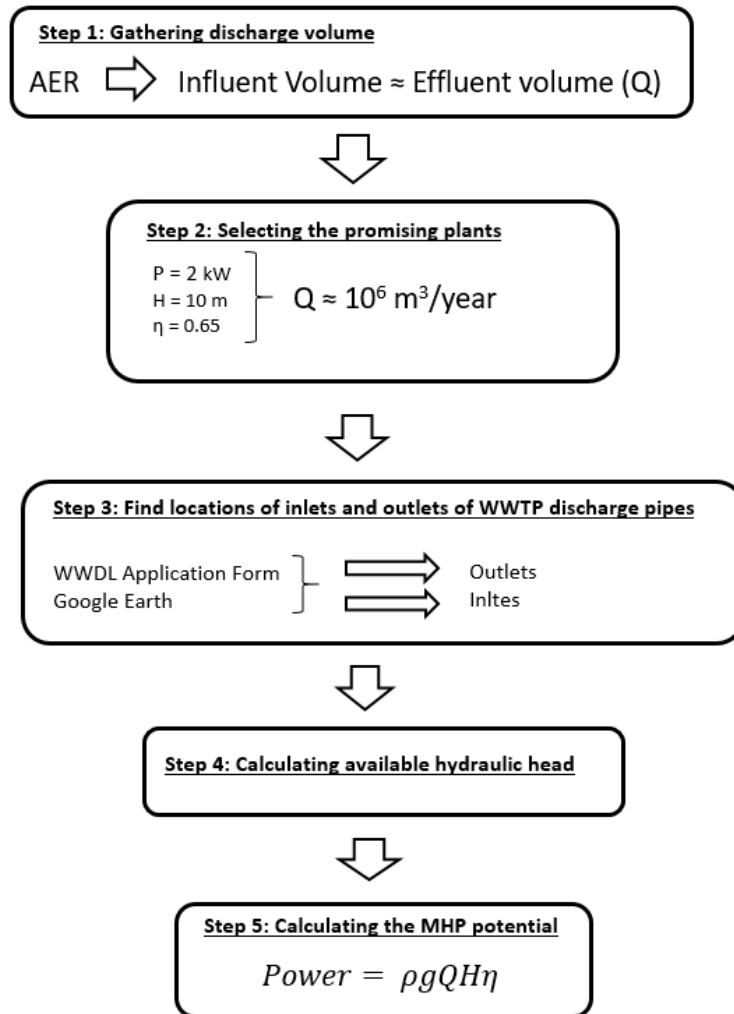 Step 1: Gathering discharge volume
AER Influent Volume ≈ Effluent volume (Q)
Step 2: Selecting the promising plants
P = 2 kW
H = 10 m
η = 0.65
Q ≈ 10⁶ m³/year
Step 3: Find locations of inlets and outlets of WWTP discharge pipes
WWDL Application Form
Google Earth
Outlets
Inltes
Step 4: Calculating available hydraulic head
Step 5: Calculating the MHP potential
Power = ρgQHη